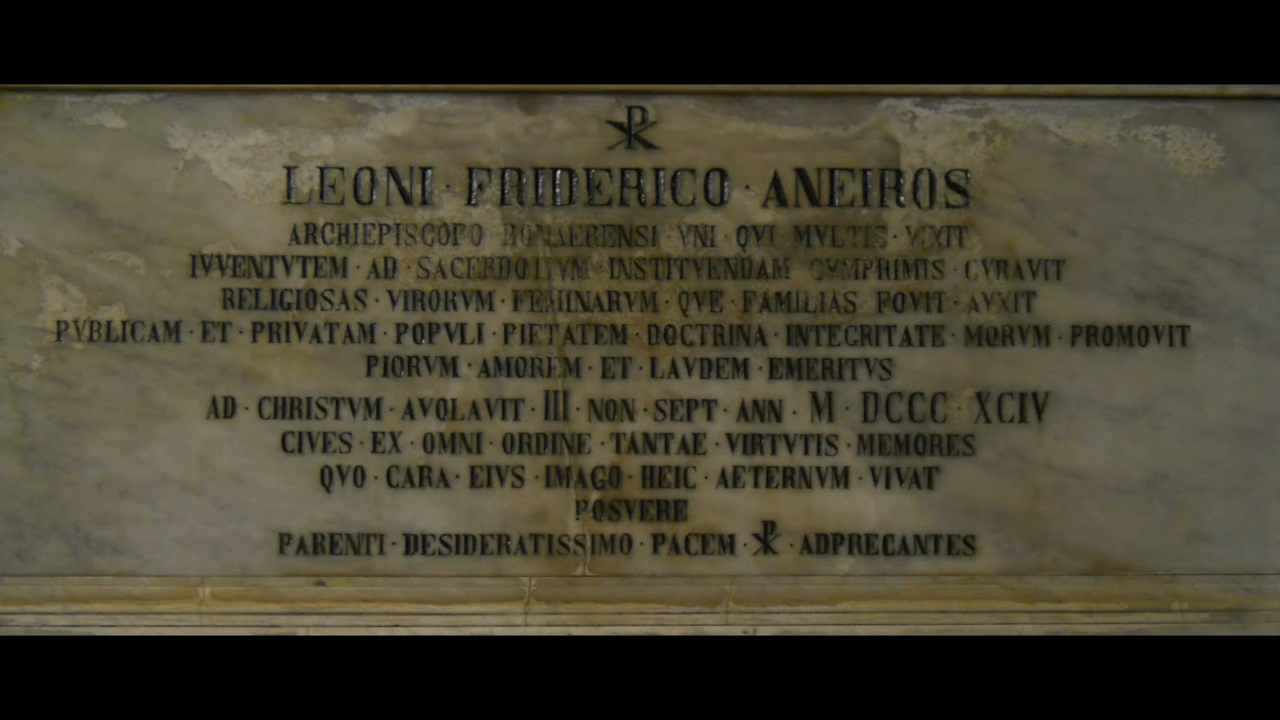 ☧
LEONI · FRIDERICO · ANEIROS
ARCHIEPISCOPO BONAERENSI · VNI · QVI MVLTIS · VIXIT
IVVENTVTEM · AD · SACERDOTIVM · INSTITVENDAM CVMPRIMIS · CVRAVIT
RELIGIOSAS · VIRORVM · FEMINARVM · QVE · FAMILIAS FOVIT · AVXIT
PVBLICAM · ET · PRIVATAM · POPVLI · PIETATEM · DOCTRINA · INTEGRITATE · MORVM · PROMOVIT
PIORVM · AMOREM · ET · LAVDEM · EMERITVS
AD · CHRISTVM · AVOLAVIT · III · NON · SEPT · ANN · M · DCCC · XCIV
CIVES · EX · OMNI · ORDINE · TANTAE · VIRTVTIS · MEMORES
QVO · CARA · EIVS · IMAGO · HEIC · AETERNVM · VIVAT
POSVERE
PARENTI · DESIDERATISSIMO · PACEM · ☧ · ADPRECANTES